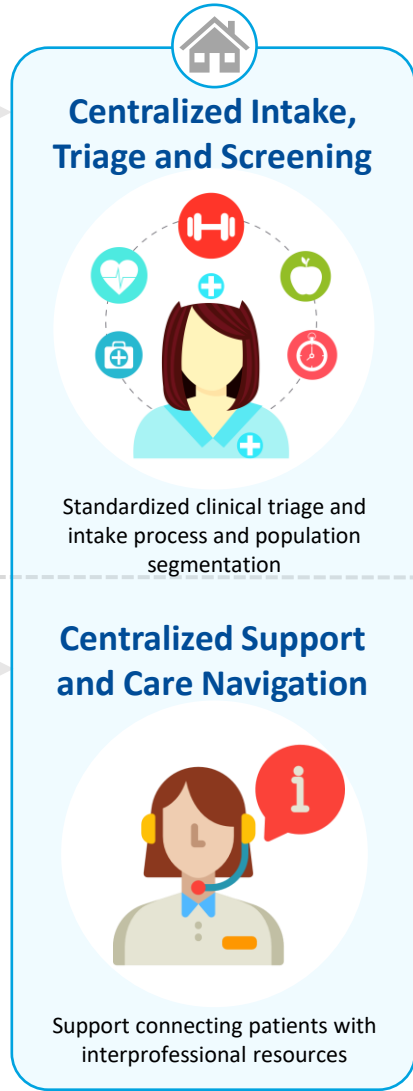 Centralized Intake,
Triage and Screening
Standardized clinical triage and
intake process and population
segmentation
Centralized Support
and Care Navigation
i
Support connecting patients with
interprofessional resources